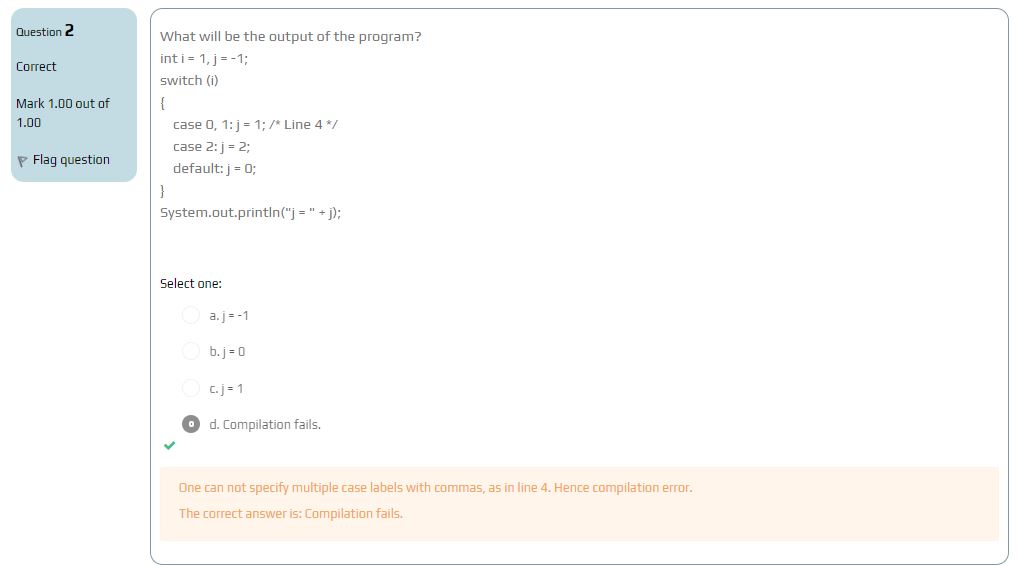 Question 2
Correct
Mark 1.00 out of
1.00
Flag question
What will be the output of the program?
int i = 1, j = -1;
switch (i)
{
case 0, 1: j = 1; /* Line 4 */
case 2: j = 2;
default: j = 0;
}
System.out.println("j = " + j);
Select one:
a. j = -1
b. j = 0
c. j = 1
d. Compilation fails.
One can not specify multiple case labels with commas, as in line 4. Hence compilation error.
The correct answer is: Compilation fails.